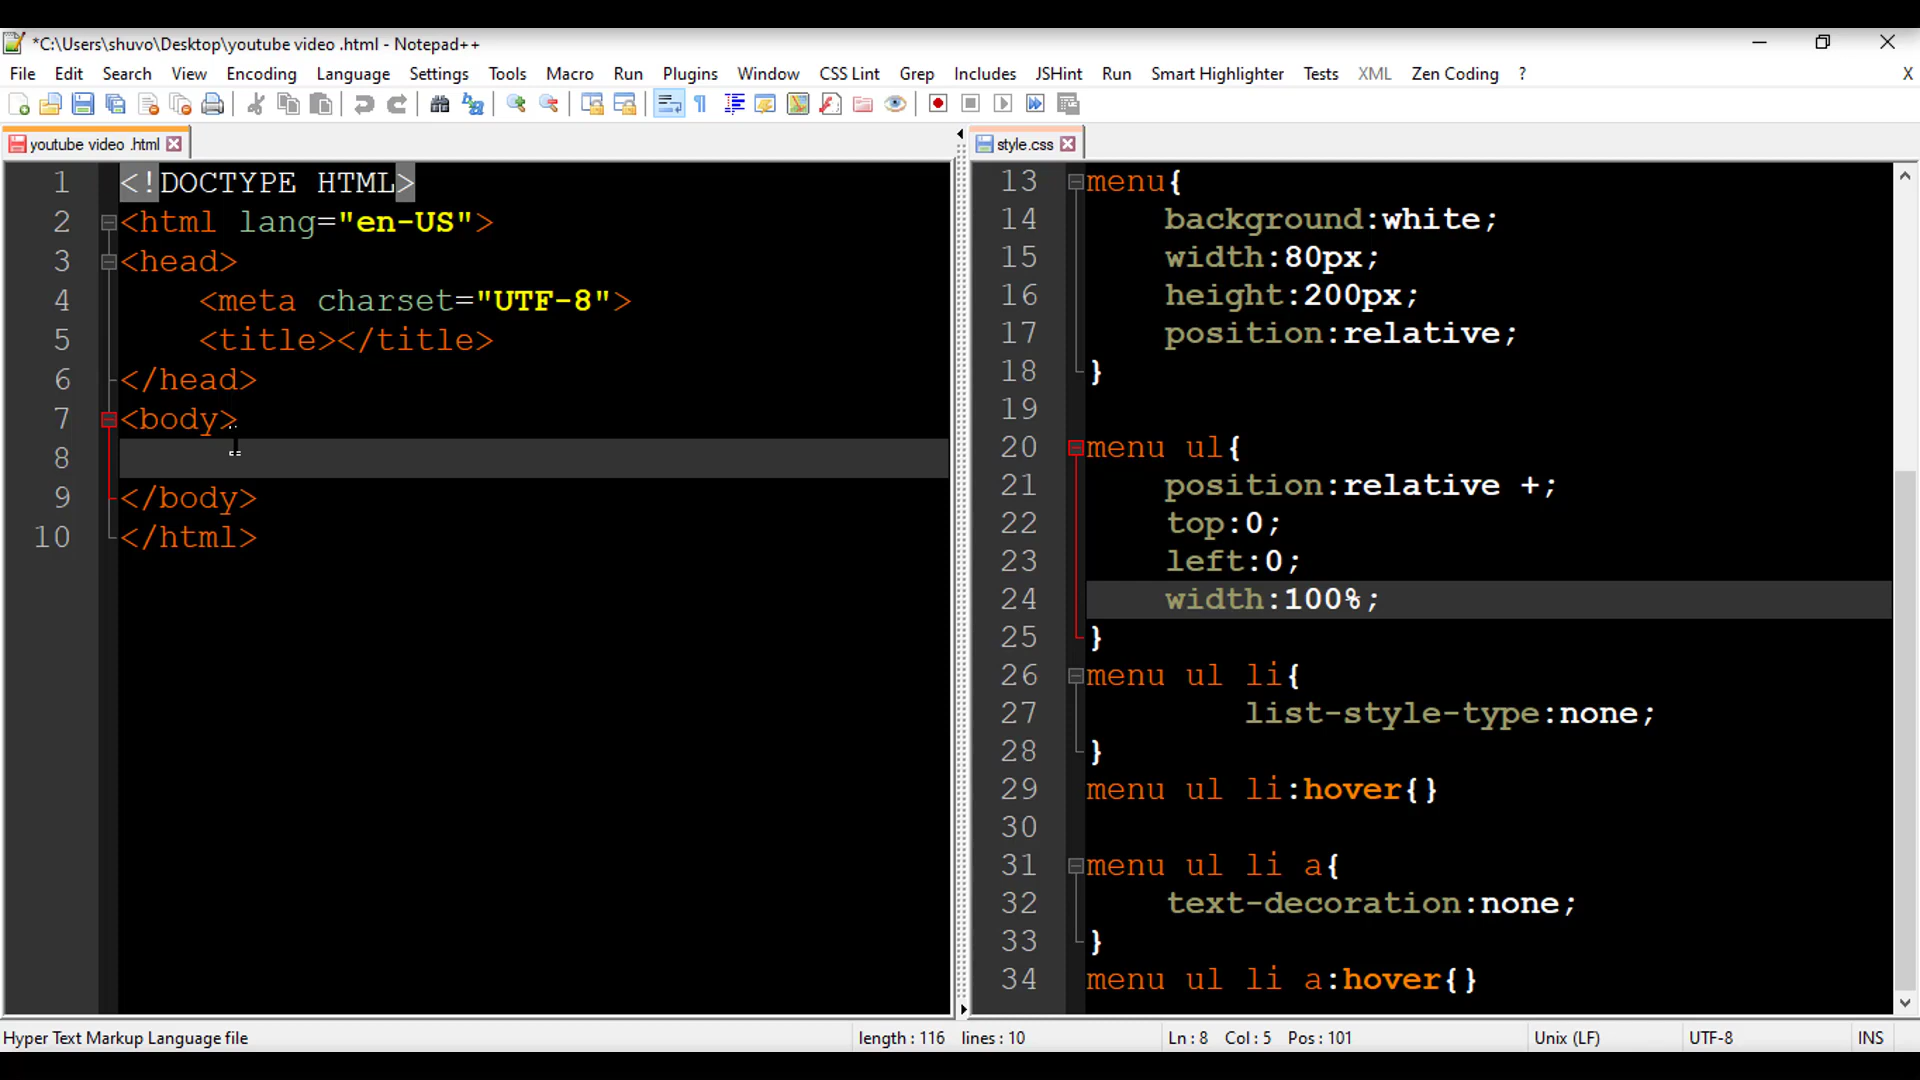 *C:\Users\shuvo\Desktop\youtube video .html - Notepad++
File Edit Search View Encoding Language Settings Tools Macro Run Plugins Window CSS Lint Grep Includes JSHint Run Smart Highlighter Tests XML Zen Coding ? X
youtube video .html
1 <!DOCTYPE HTML>
2 <html lang="en-US">
3 <head>
4 <meta charset="UTF-8">
5 <title></title>
6 </head>
7 <body>
8
9 </body>
10 </html>
style.css
13 menu{
14 background:white;
15 width:80px;
16 height:200px;
17 position:relative;
18 }
19
20 menu ul{
21 position:relative +;
22 top:0;
23 left:0;
24 width:100%;
25 }
26 menu ul li{
27 list-style-type:none;
28 }
29 menu ul li:hover{}
30
31 menu ul li a{
32 text-decoration:none;
33 }
34 menu ul li a:hover{}
Hyper Text Markup Language file length : 116 lines : 10 Ln : 8 Col : 5 Pos : 101 Unix (LF) UTF-8 INS